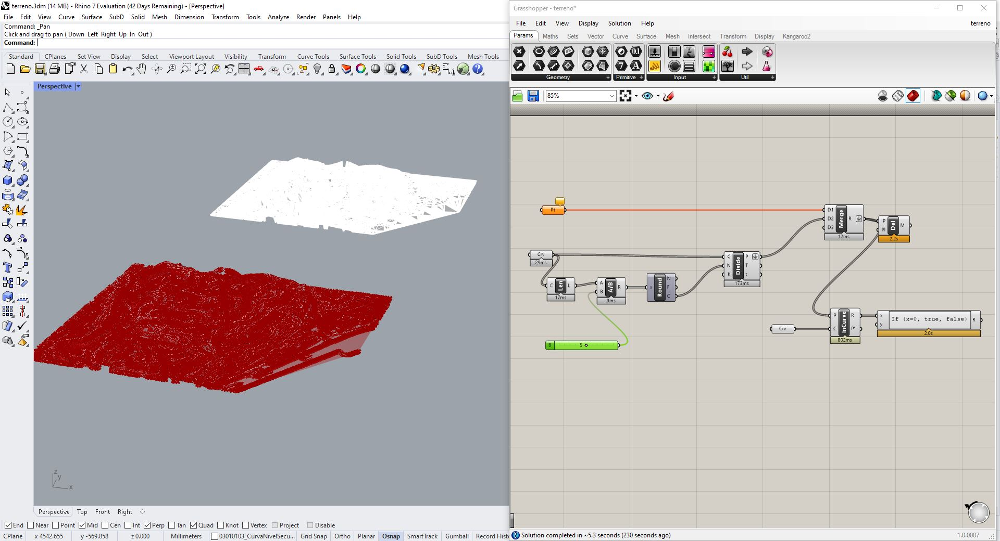 terreno.3dm (14 MB) - Rhino 7 Evaluation (42 Days Remaining) - [Perspective]
File Edit View Curve Surface SubD Solid Mesh Dimension Transform Tools Analyze Render Panels Help
Command: _Pan
Click and drag to pan ( Down Left Right Up In Out )
Command:
Standard CPlanes Set View Display Select Viewport Layout Visibility Transform Curve Tools Surface Tools Solid Tools SubD Tools Mesh Tools
Perspective
z
y
x
Perspective Top Front Right
End Near Point Mid Cen Int Perp Tan Quad Knot Vertex Project Disable
CPlane x 4542.655 y -569.858 z 0.000 Millimeters 03010103_CurvaNivelSecu... Grid Snap Ortho Planar Osnap SmartTrack Gumball Record Histo
Grasshopper - terreno*
File Edit View Display Solution Help terreno
Params Maths Sets Vector Curve Surface Mesh Intersect Transform Display Kangaroo2
Geometry Primitive Input Util
85%
Pt
D1
D2
D3
Merge
R
12ms
P
Pl
Del
M
2.2s
Crv
29ms
C
N
K
Divide
P
T
t
173ms
C
Len
L
17ms
A
B
A/B
R
9ms
x
Round
N
F
C
B 5
Crv
P
C
InCurve
R
P'
802ms
x
y
If (x=0, true, false)
R
2.0s
Solution completed in ~5.3 seconds (230 seconds ago)
1.0.0007